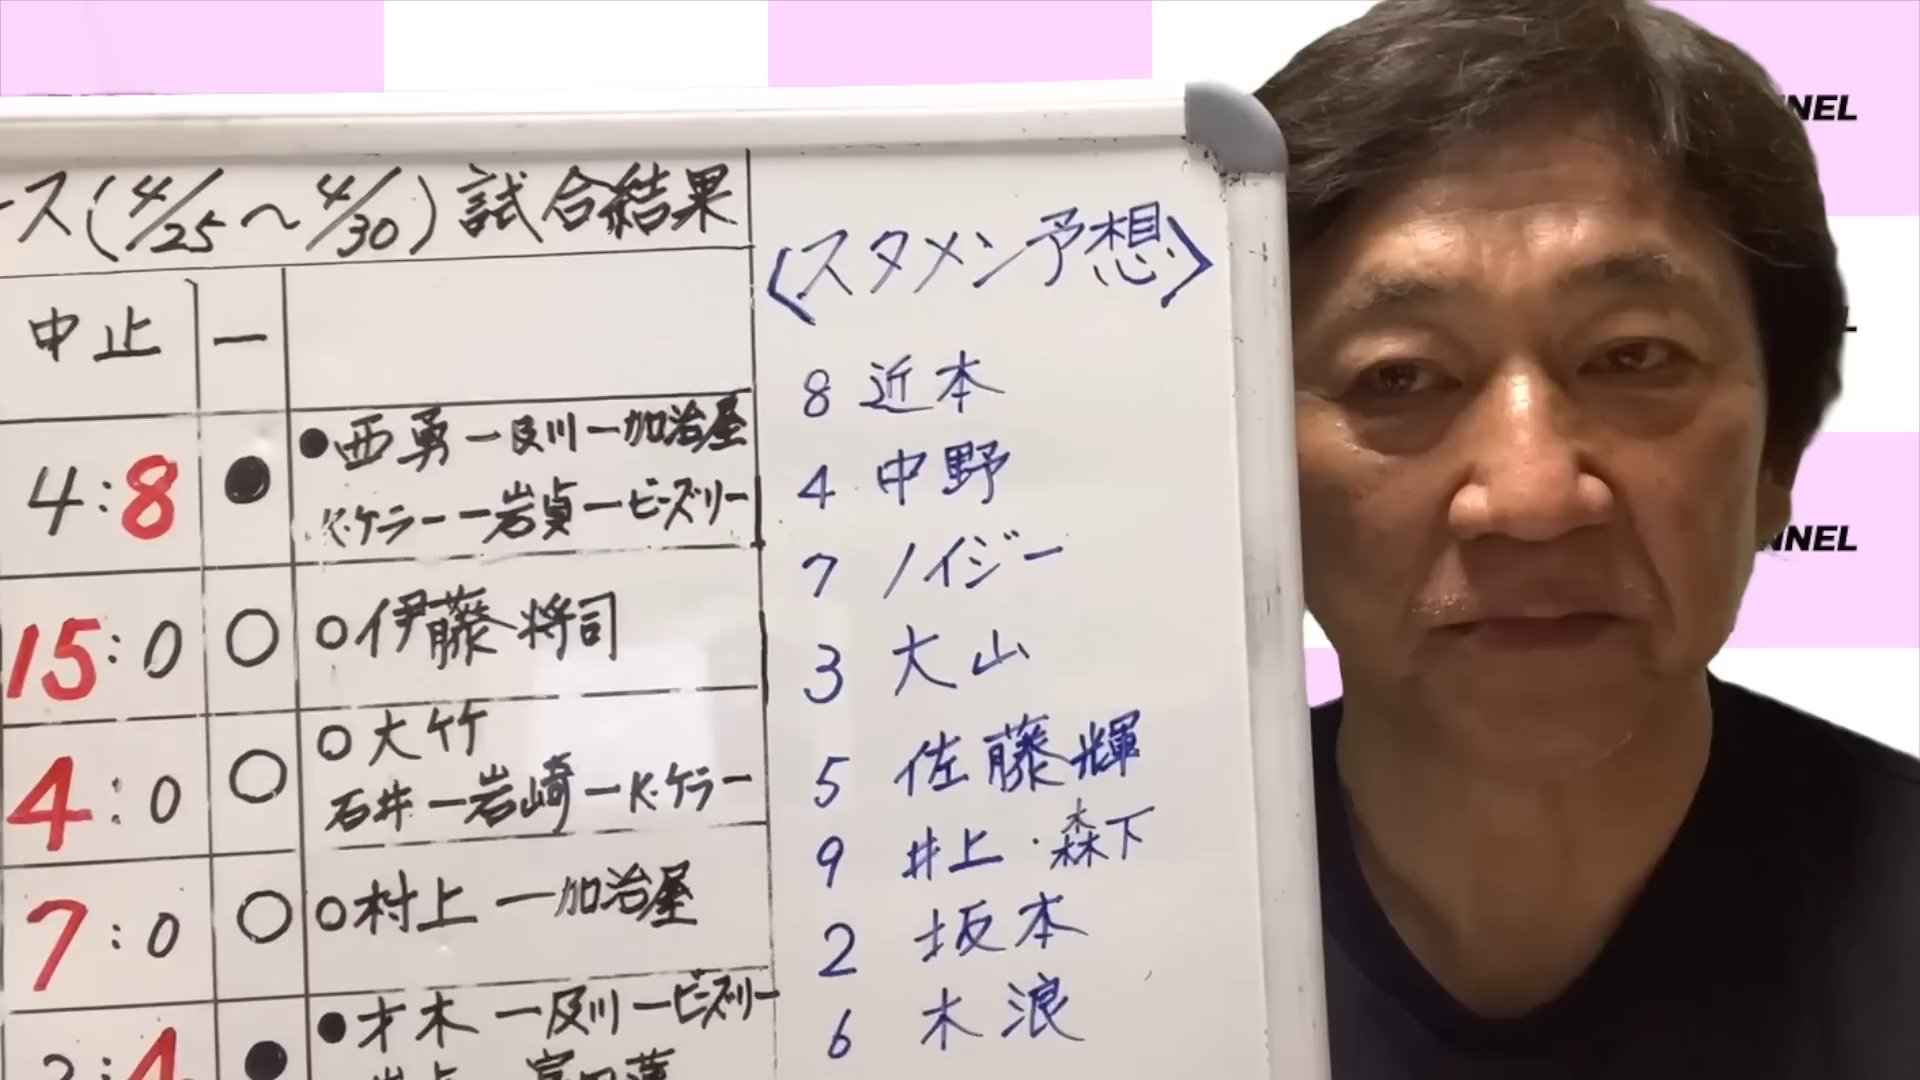 ース(4/25～4/30)試合結果
中止 ー
4:8 ● ●西勇ー及川ー加治屋
K・ケラーー岩貞ービーズリー
15:0 ○ ○伊藤将司
4:0 ○ ○大竹
石井ー岩崎ーK・ケラー
7:0 ○ ○村上ー加治屋
:4 ● ●才木ー及川ービーズリー
〈スタメン予想〉
8 近本
4 中野
7 ノイジー
3 大山
5 佐藤輝
9 井上・森下
2 坂本
6 木浪
NNEL
L
NNEL